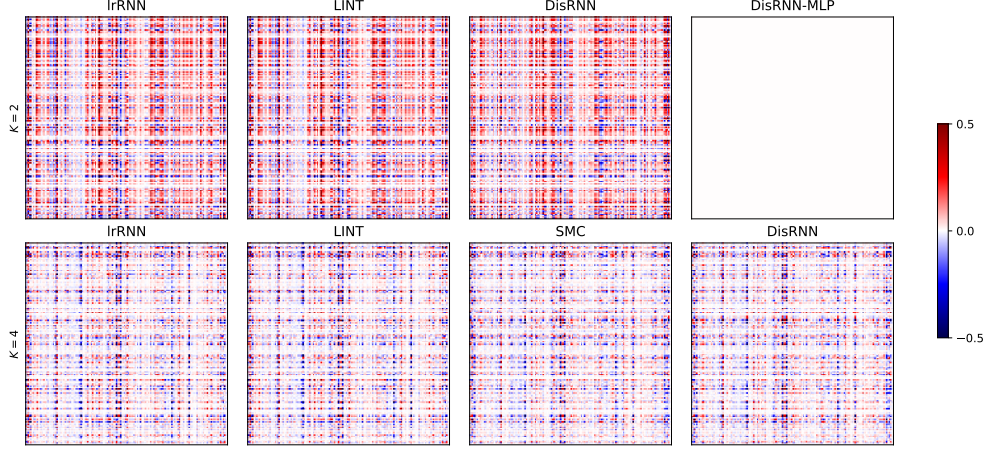 lrRNN LINT DisRNN DisRNN-MLP
K = 2
0.5
0.0
−0.5
lrRNN LINT SMC DisRNN
K = 4